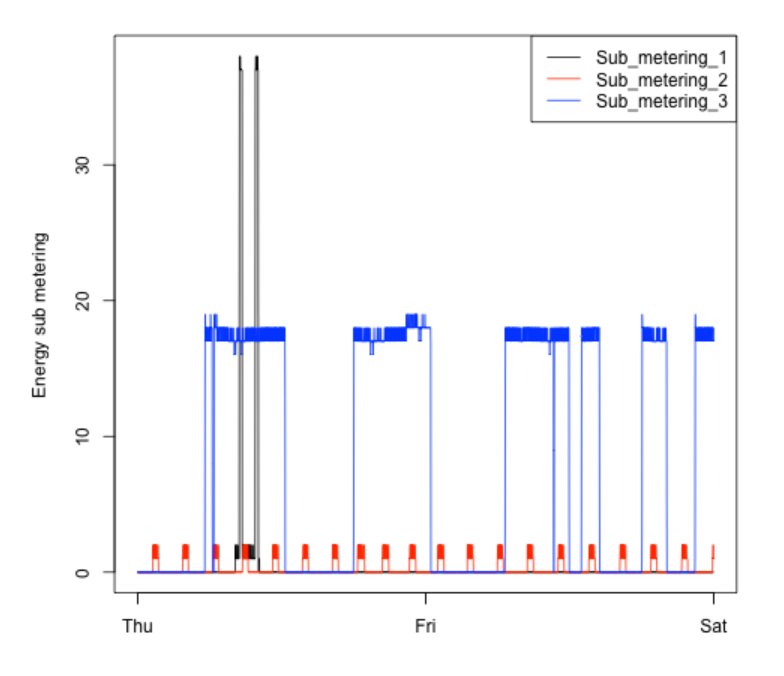 Sub_metering_1
Sub_metering_2
Sub_metering_3
Energy sub metering
30
20
10
0
Thu Fri Sat